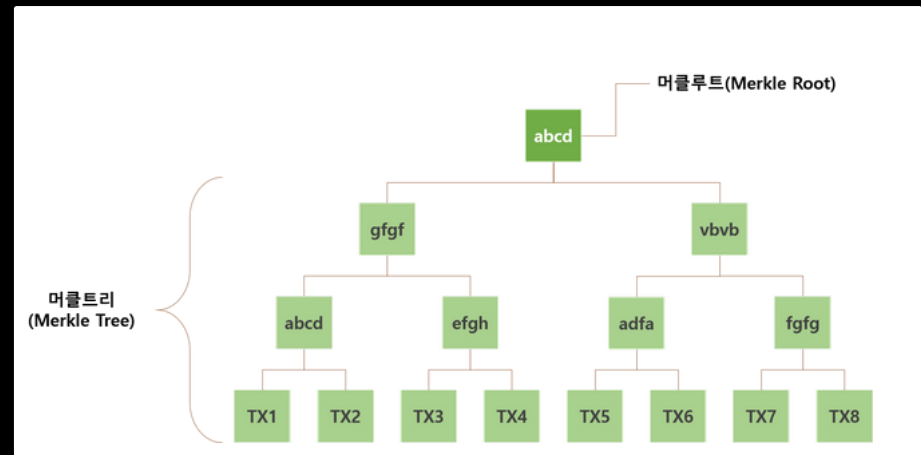 머클루트(Merkle Root)
abcd
gfgf
vbvb
머클트리
(Merkle Tree)
abcd
efgh
adfa
fgfg
TX1
TX2
TX3
TX4
TX5
TX6
TX7
TX8